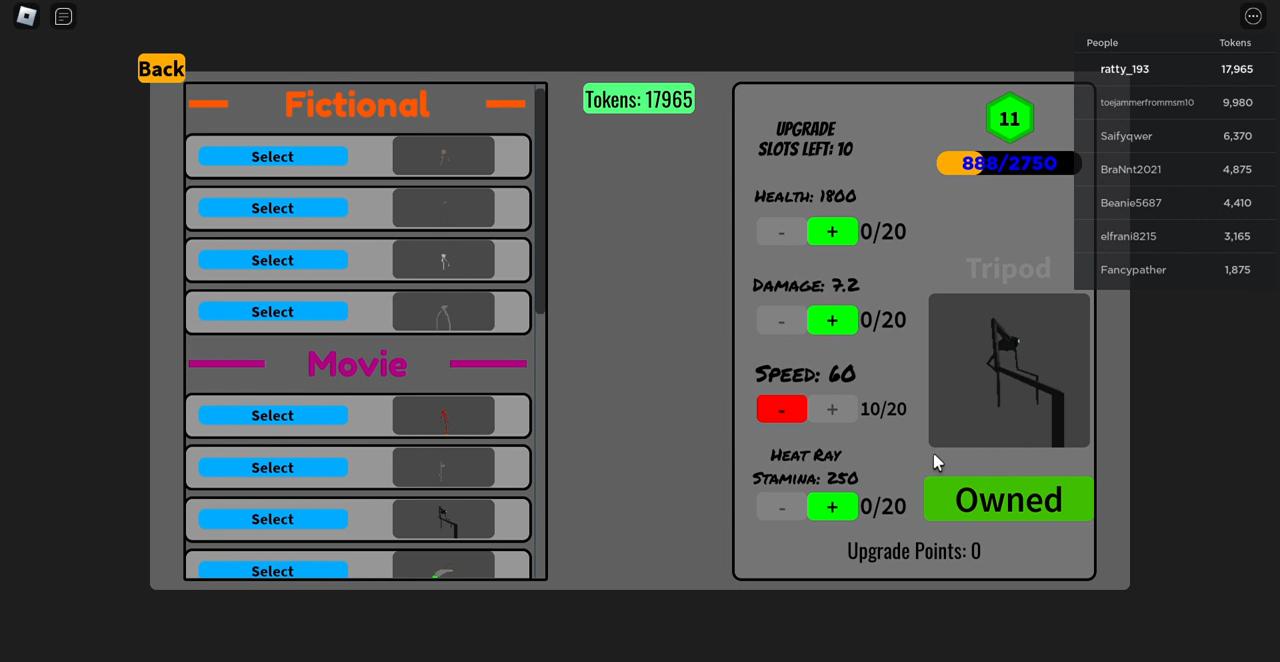 People Tokens
ratty_193 17,965
toejammerfrommsm10 9,980
Saifyqwer 6,370
BraNnt2021 4,875
Beanie5687 4,410
elfrani8215 3,165
Fancypather 1,875
Back
Fictional
Select
Select
Select
Select
Movie
Select
Select
Select
Select
Tokens: 17965
UPGRADE
SLOTS LEFT: 10
HEALTH: 1800
- + 0/20
DAMAGE: 7.2
- + 0/20
SPEED: 60
- + 10/20
HEAT RAY
STAMINA: 250
- + 0/20
11
888/2750
Tripod
Owned
Upgrade Points: 0